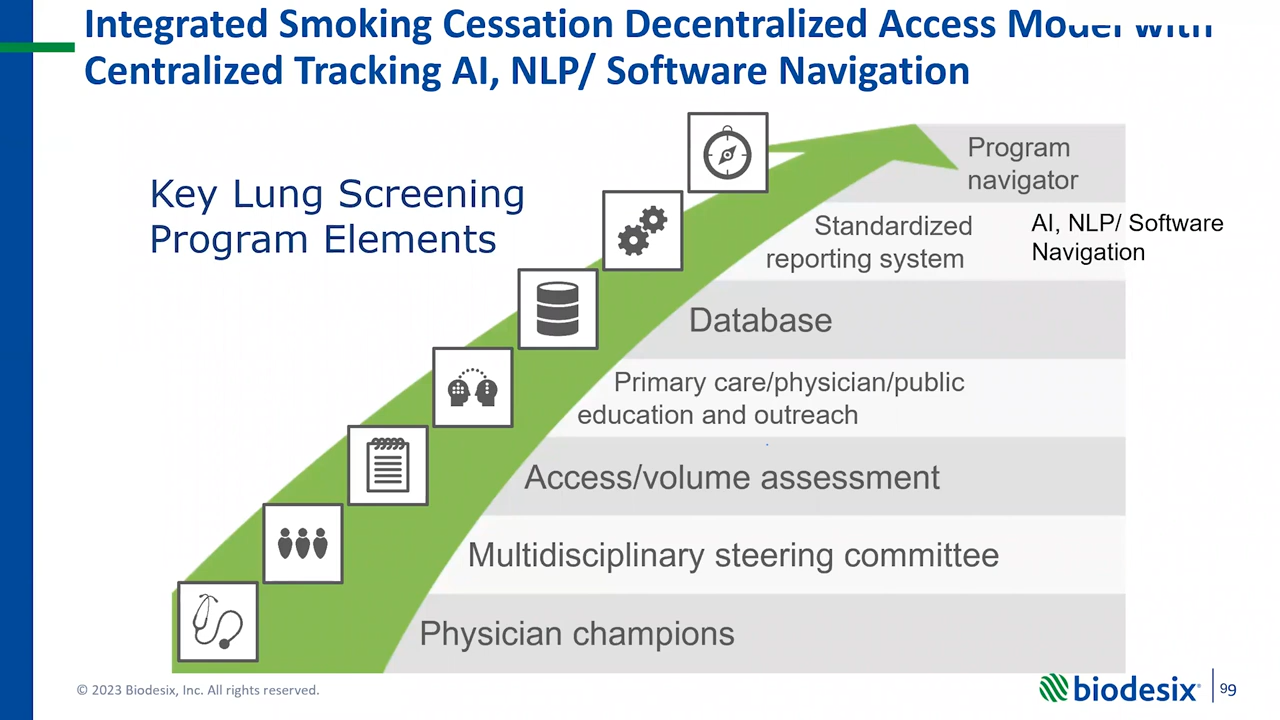 Integrated Smoking Cessation Decentralized Access Model with
Centralized Tracking AI, NLP/ Software Navigation
Key Lung Screening
Program Elements
Program
navigator
Standardized
reporting system
AI, NLP/ Software
Navigation
Database
Primary care/physician/public
education and outreach
Access/volume assessment
Multidisciplinary steering committee
Physician champions
© 2023 Biodesix, Inc. All rights reserved.
biodesix®
99